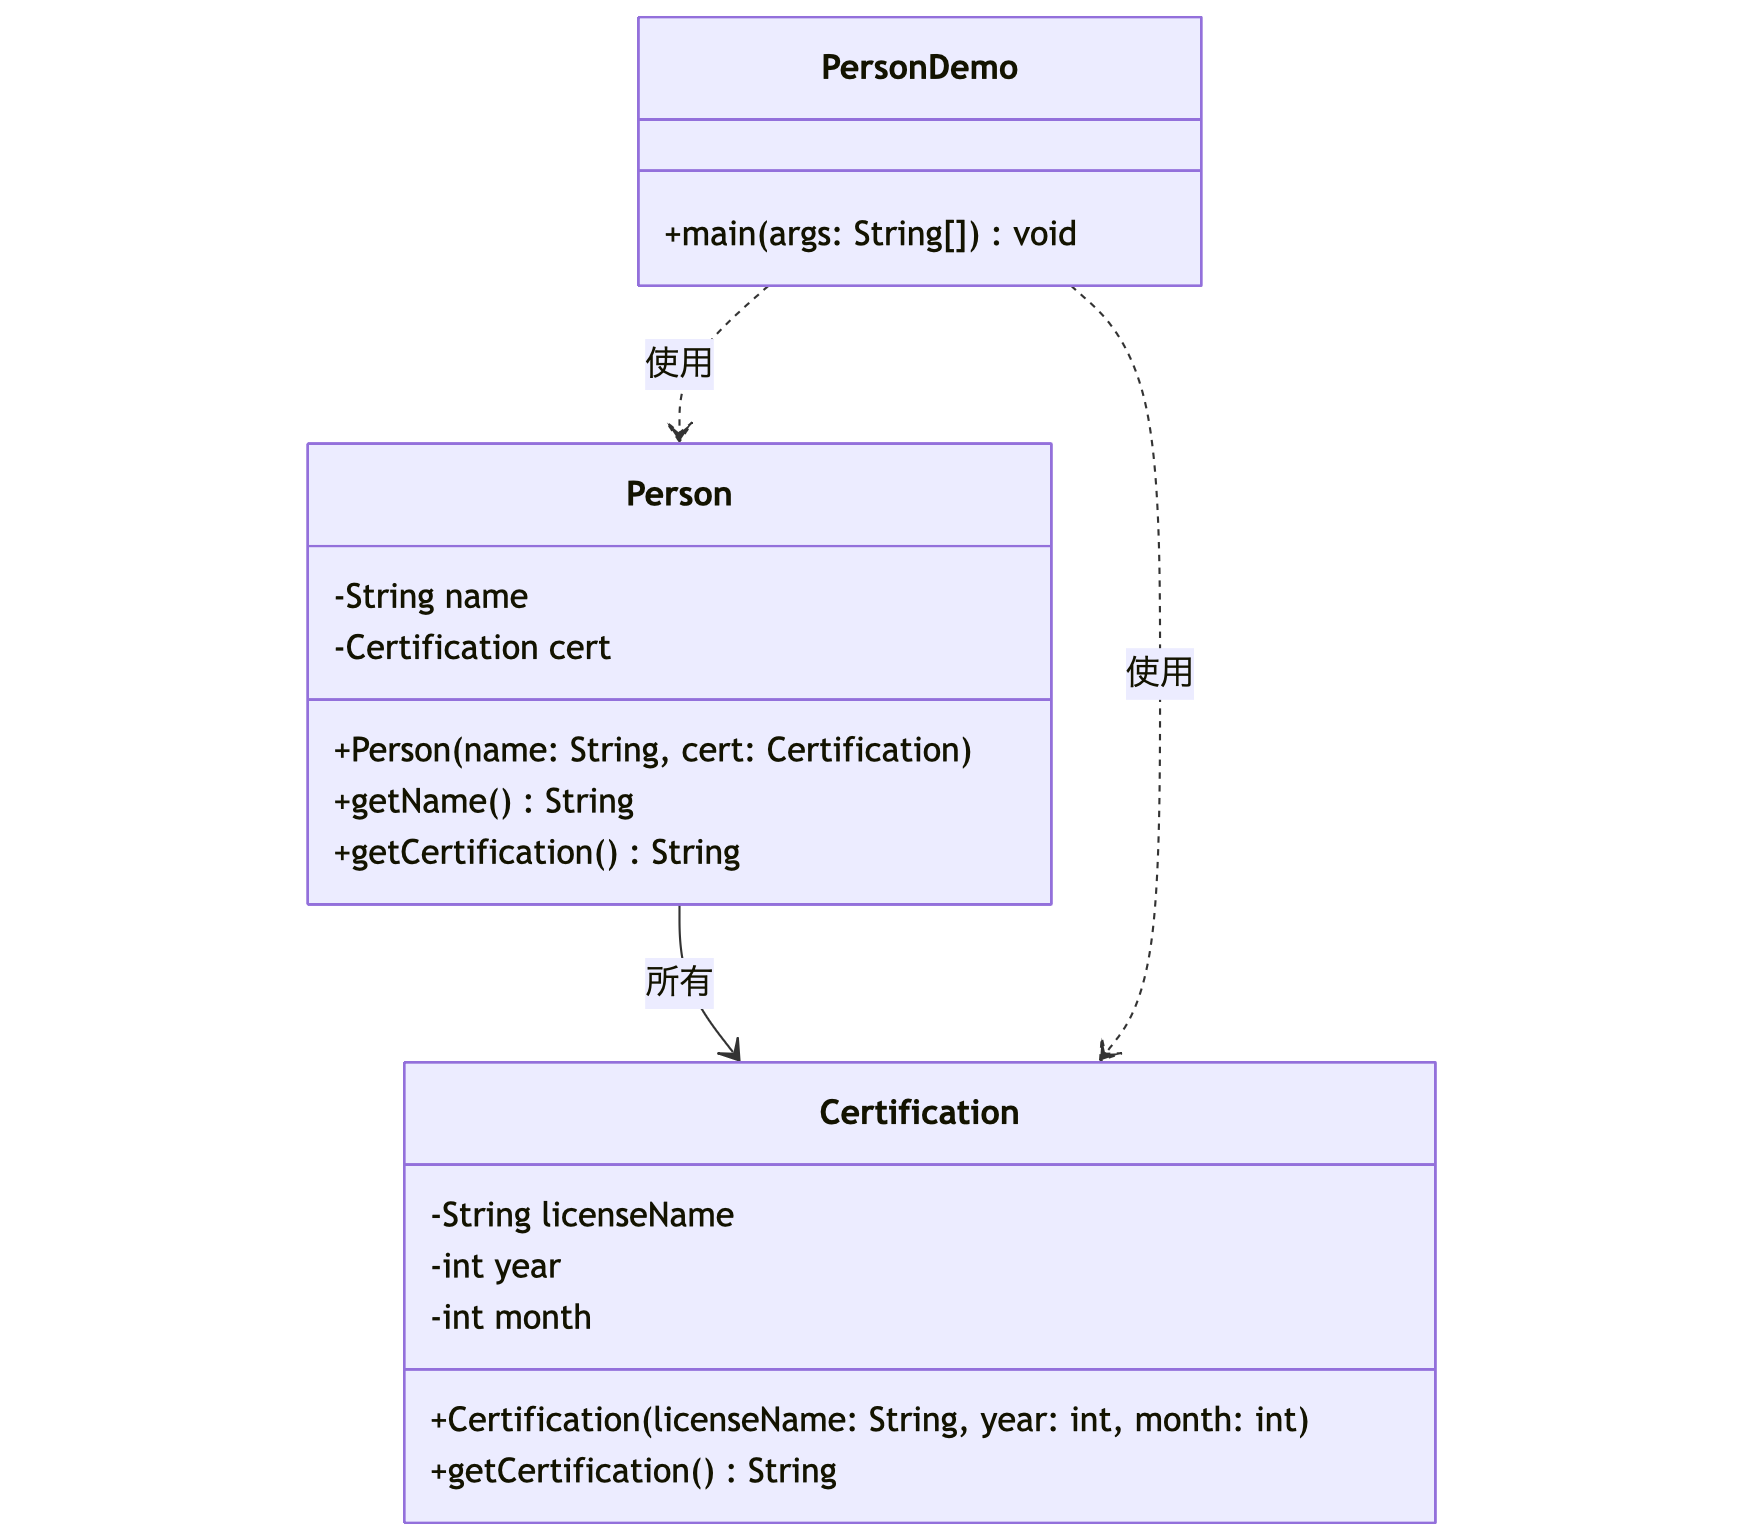 PersonDemo
+main(args: String[]) : void
使用
Person
-String name
-Certification cert
使用
+Person(name: String, cert: Certification)
+getName() : String
+getCertification() : String
所有
Certification
-String licenseName
-int year
-int month
+Certification(licenseName: String, year: int, month: int)
+getCertification() : String